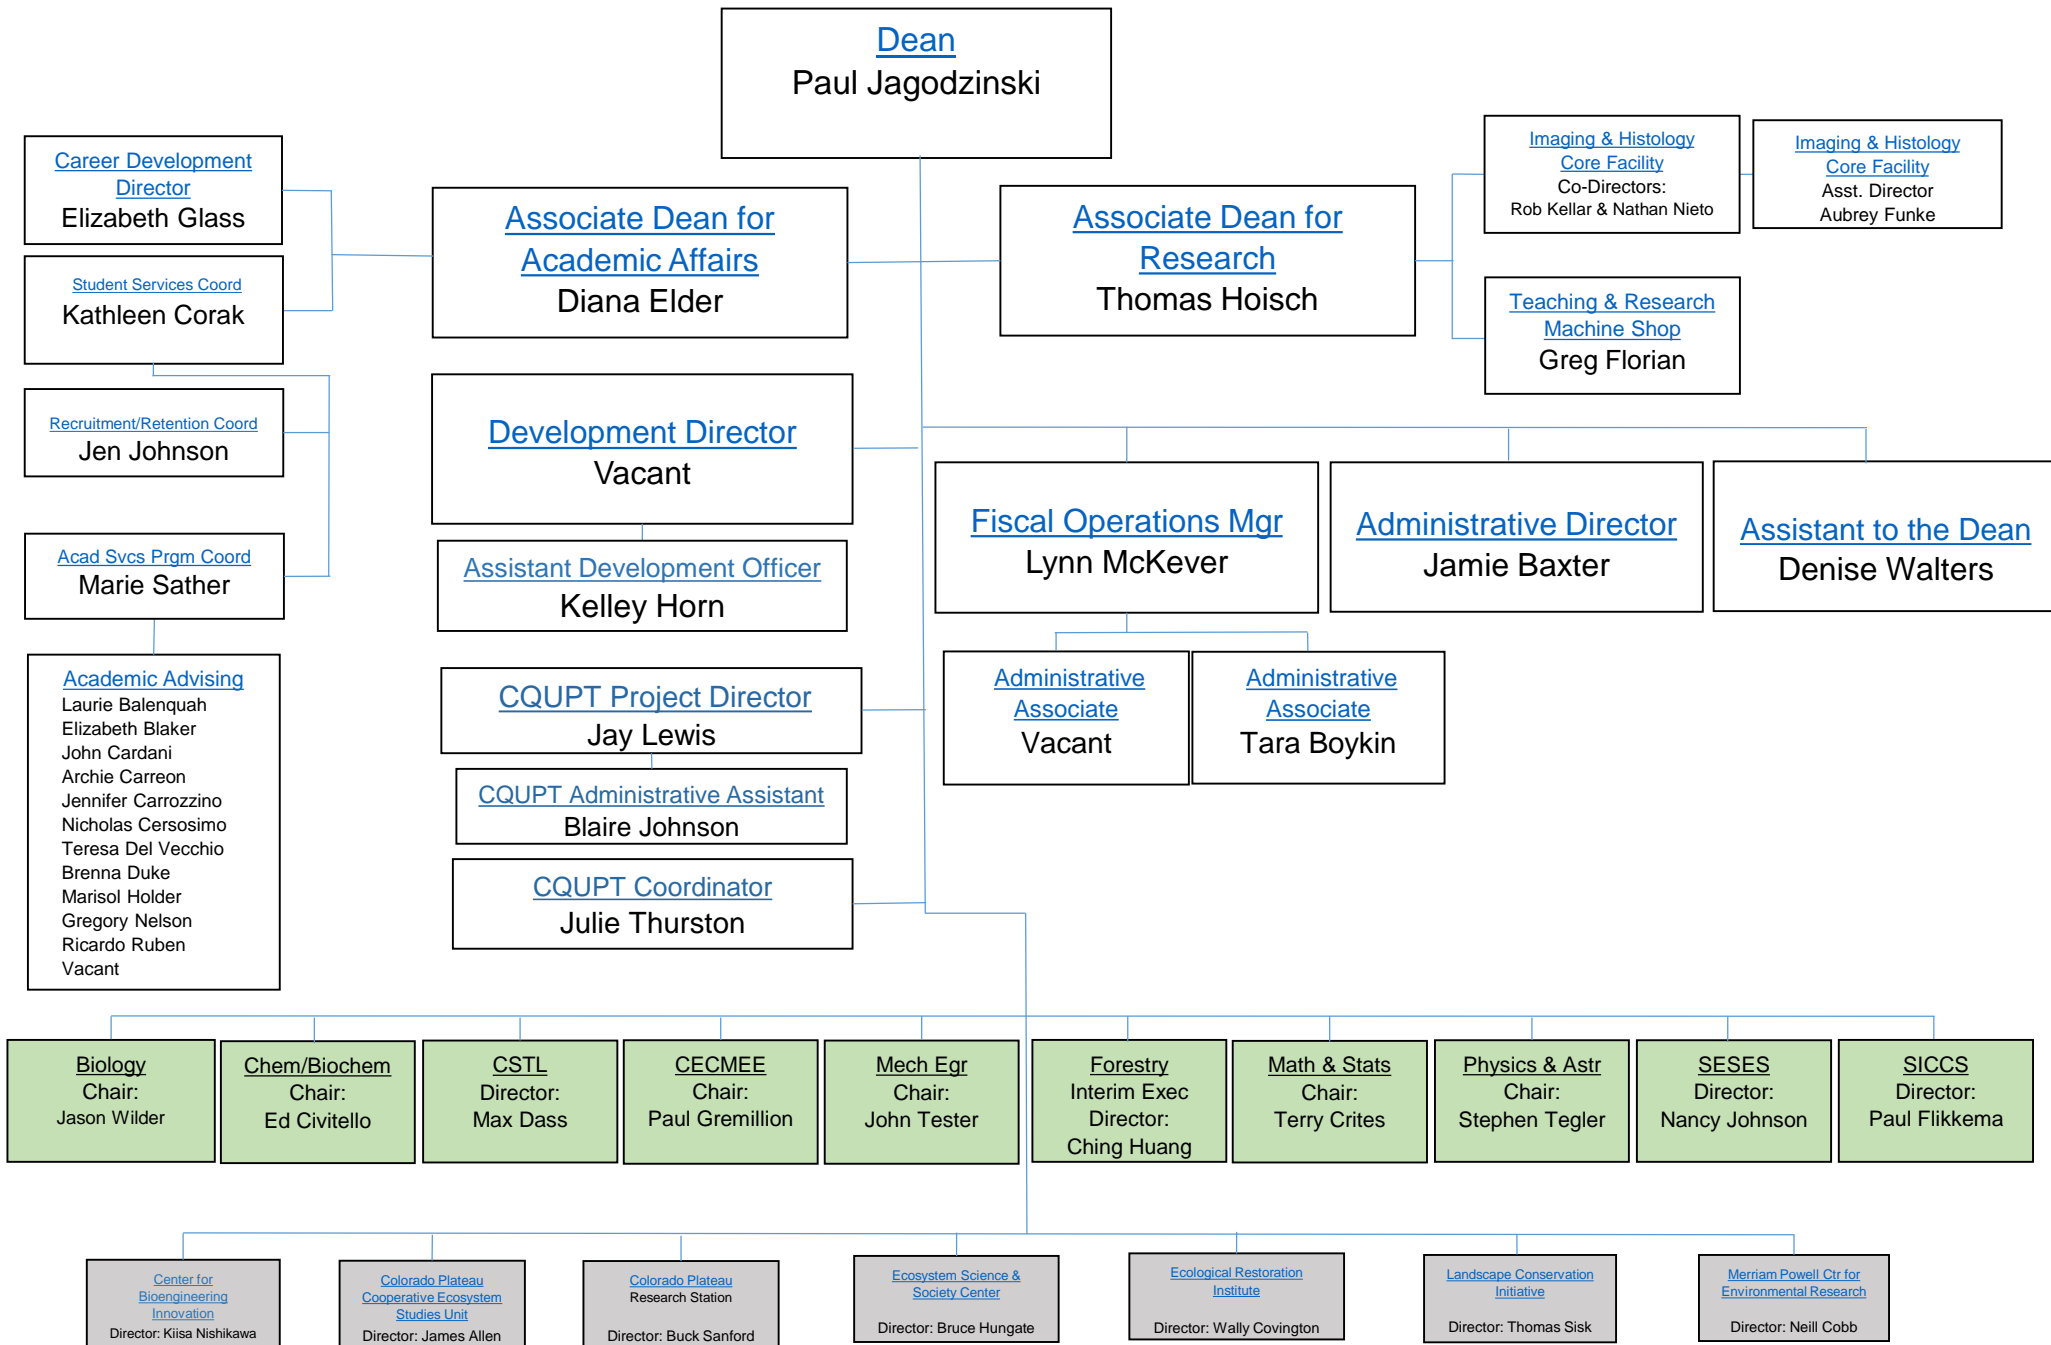 Dean
Paul Jagodzinski
Career Development
Director
Elizabeth Glass
Student Services Coord
Kathleen Corak
Recruitment/Retention Coord
Jen Johnson
Acad Svcs Prgm Coord
Marie Sather
Academic Advising
Laurie Balenquah
Elizabeth Blaker
John Cardani
Archie Carreon
Jennifer Carrozzino
Nicholas Cersosimo
Teresa Del Vecchio
Brenna Duke
Marisol Holder
Gregory Nelson
Ricardo Ruben
Vacant
Associate Dean for
Academic Affairs
Diana Elder
Associate Dean for
Research
Thomas Hoisch
Imaging & Histology
Core Facility
Co-Directors:
Rob Kellar & Nathan Nieto
Imaging & Histology
Core Facility
Asst. Director
Aubrey Funke
Teaching & Research
Machine Shop
Greg Florian
Development Director
Vacant
Assistant Development Officer
Kelley Horn
Fiscal Operations Mgr
Lynn McKever
Administrative Director
Jamie Baxter
Assistant to the Dean
Denise Walters
Administrative
Associate
Vacant
Administrative
Associate
Tara Boykin
CQUPT Project Director
Jay Lewis
CQUPT Administrative Assistant
Blaire Johnson
CQUPT Coordinator
Julie Thurston
Biology
Chair:
Jason Wilder
Chem/Biochem
Chair:
Ed Civitello
CSTL
Director:
Max Dass
CECMEE
Chair:
Paul Gremillion
Mech Egr
Chair:
John Tester
Forestry
Interim Exec
Director:
Ching Huang
Math & Stats
Chair:
Terry Crites
Physics & Astr
Chair:
Stephen Tegler
SESES
Director:
Nancy Johnson
SICCS
Director:
Paul Flikkema
Center for
Bioengineering
Innovation
Director: Kiisa Nishikawa
Colorado Plateau
Cooperative Ecosystem
Studies Unit
Director: James Allen
Colorado Plateau
Research Station
Director: Buck Sanford
Ecosystem Science &
Society Center
Director: Bruce Hungate
Ecological Restoration
Institute
Director: Wally Covington
Landscape Conservation
Initiative
Director: Thomas Sisk
Merriam Powell Ctr for
Environmental Research
Director: Neill Cobb